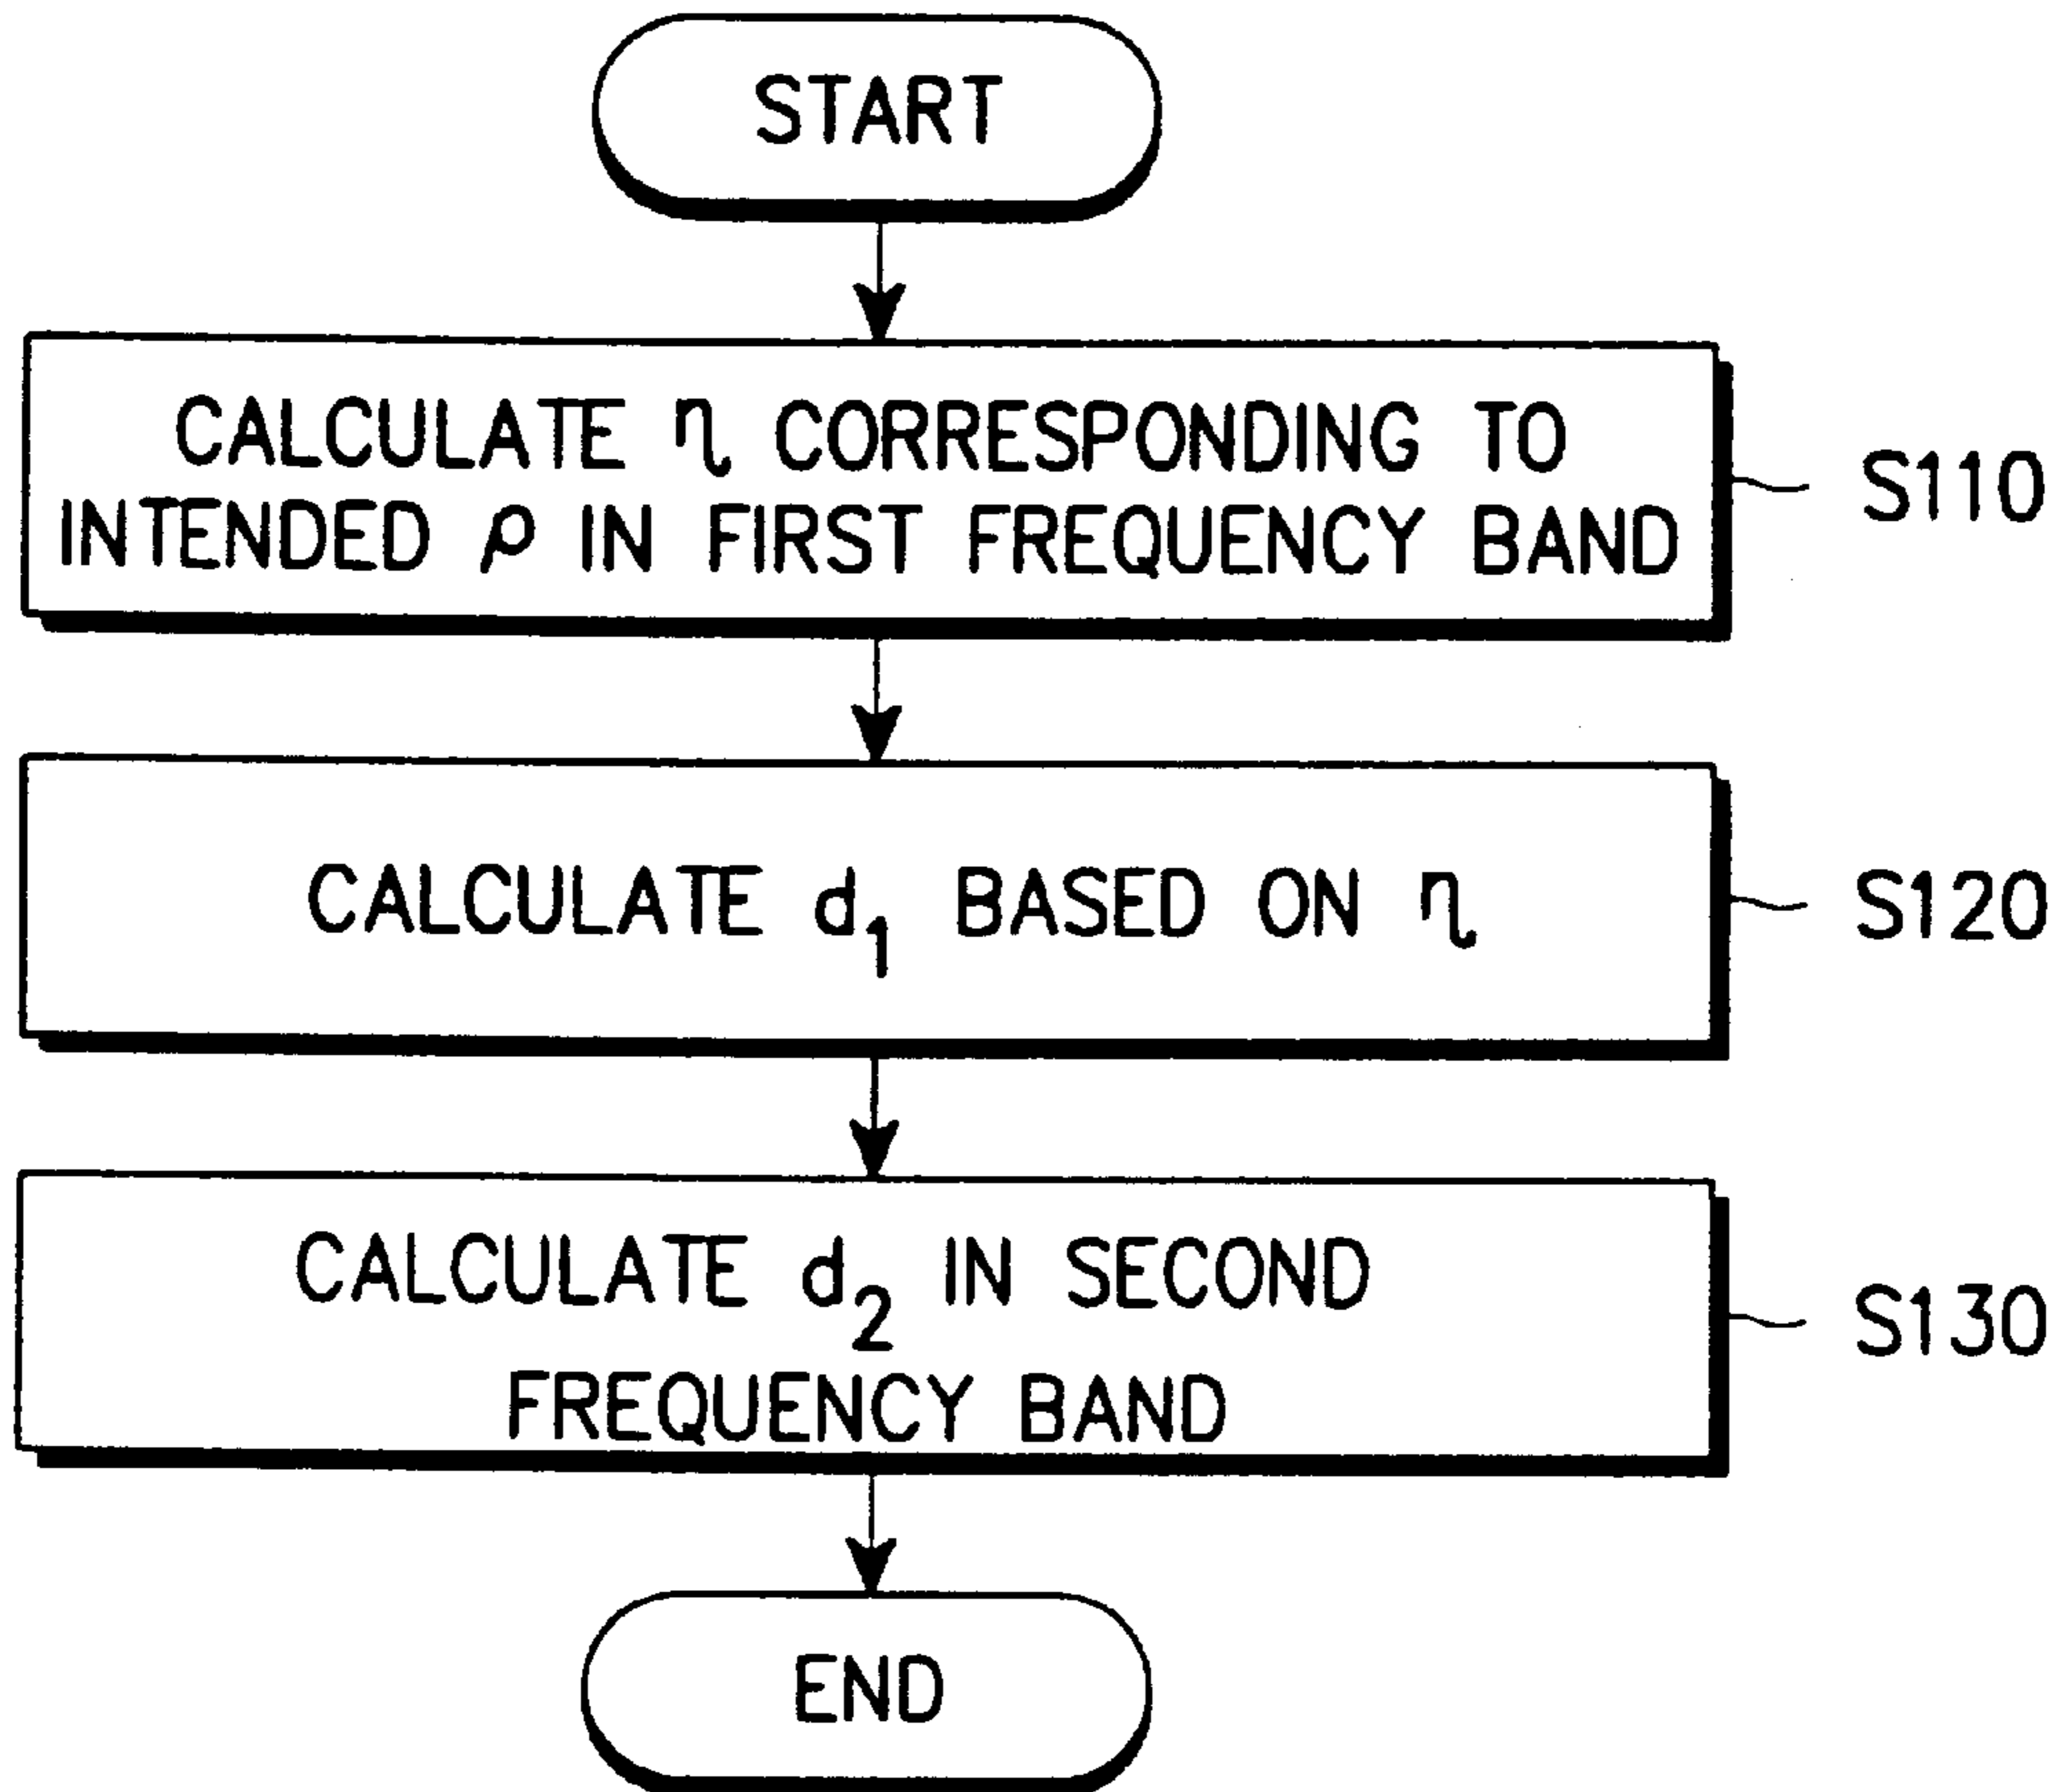 START
CALCULATE η CORRESPONDING TO
INTENDED ρ IN FIRST FREQUENCY BAND
S110
CALCULATE d₁ BASED ON η
S120
CALCULATE d₂ IN SECOND
FREQUENCY BAND
S130
END